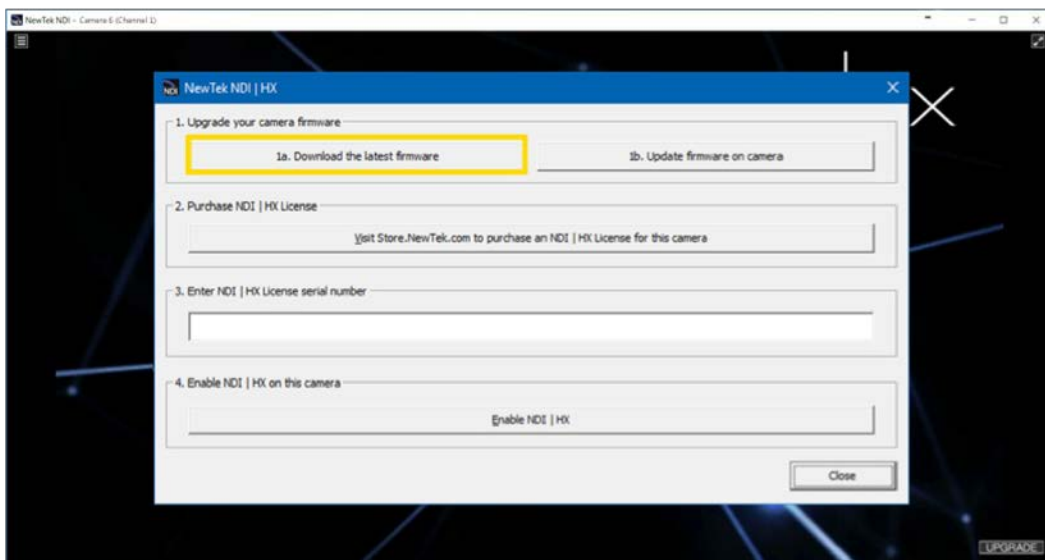 NewTek NDI - Camera 6 (Channel 1)
NDI NewTek NDI | HX
1. Upgrade your camera firmware
1a. Download the latest firmware
1b. Update firmware on camera
2. Purchase NDI | HX License
Visit Store.NewTek.com to purchase an NDI | HX License for this camera
3. Enter NDI | HX License serial number
4. Enable NDI | HX on this camera
Enable NDI | HX
Close
UPGRADE